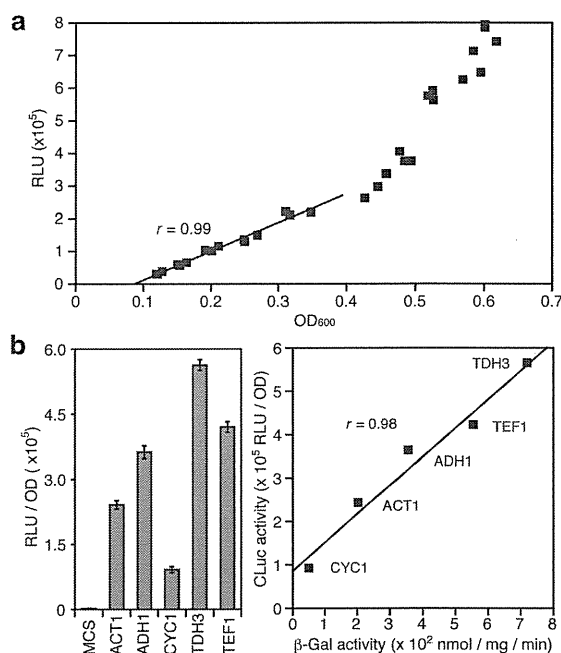 a
8
7
6
5
4
3
2
1
0
RLU (x10⁵)
r = 0.99
0 0.1 0.2 0.3 0.4 0.5 0.6 0.7
OD₆₀₀
b
6.0
4.5
3.0
1.5
0
RLU / OD ( x10⁵)
MCS
ACT1
ADH1
CYC1
TDH3
TEF1
6
5
4
3
2
1
0
CLuc activity (x 10⁵ RLU / OD)
r = 0.98
TDH3
TEF1
ADH1
ACT1
CYC1
0 1 2 3 4 5 6 7 8
β-Gal activity (x 10² nmol / mg / min)